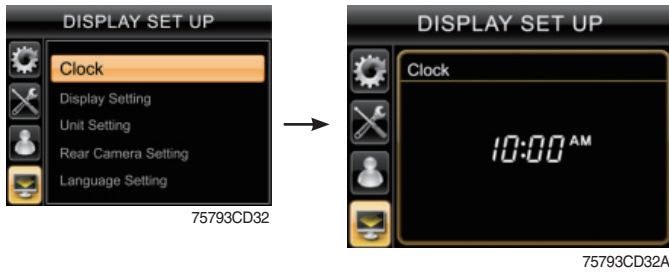 DISPLAY SET UP
Clock
Display Setting
Unit Setting
Rear Camera Setting
Language Setting
75793CD32
DISPLAY SET UP
Clock
10:00 AM
75793CD32A